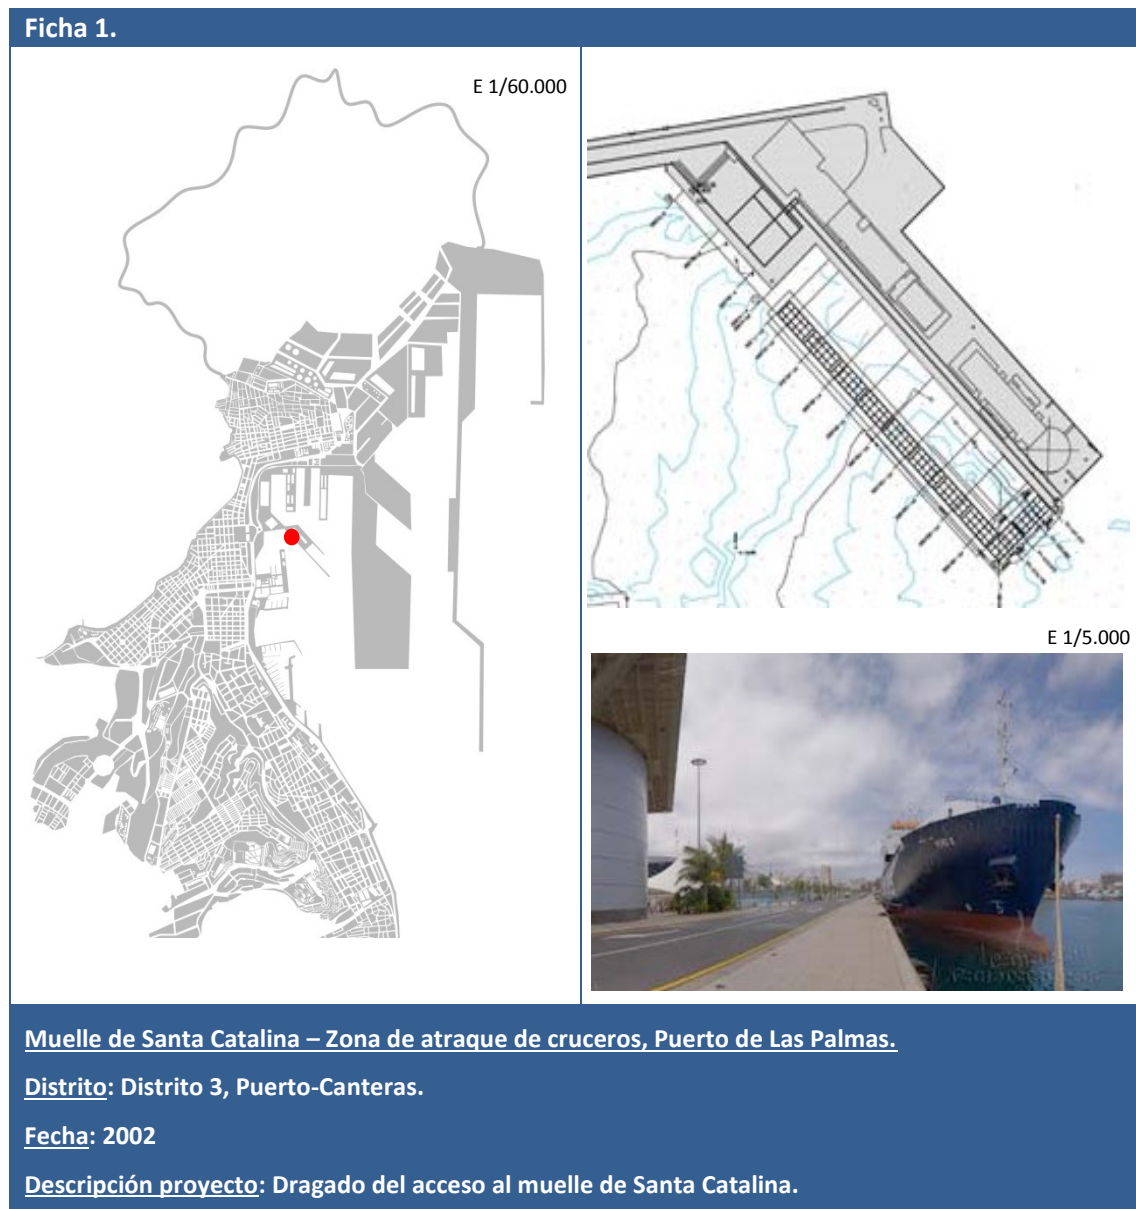 Ficha 1.
E 1/60.000
E 1/5.000
Muelle de Santa Catalina – Zona de atraque de cruceros, Puerto de Las Palmas.
Distrito: Distrito 3, Puerto-Canteras.
Fecha: 2002
Descripción proyecto: Dragado del acceso al muelle de Santa Catalina.